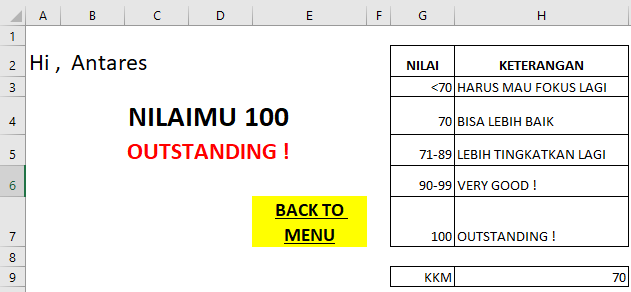 A B C D E F G H
1
2 Hi , Antares NILAI KETERANGAN
3 <70 HARUS MAU FOKUS LAGI
4 NILAIMU 100 70 BISA LEBIH BAIK
5 OUTSTANDING ! 71-89 LEBIH TINGKATKAN LAGI
6 90-99 VERY GOOD !
BACK TO
7 MENU 100 OUTSTANDING !
8
9 KKM 70